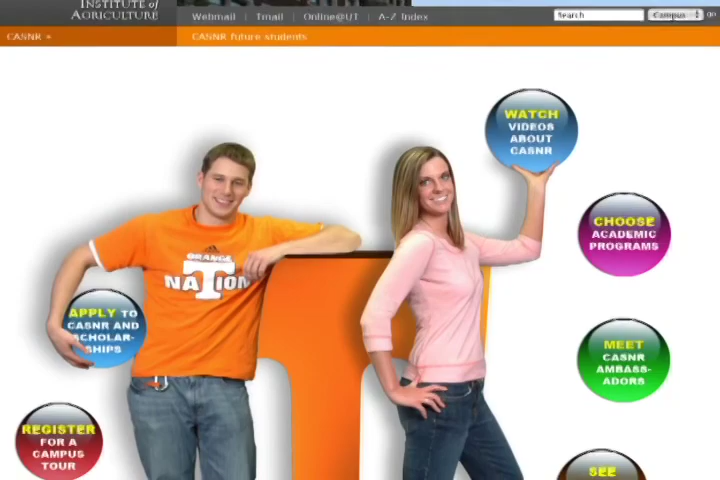 INSTITUTE of
AGRICULTURE
Webmail | Tmail | Online@UT | A-Z Index
Search
Campus
go
CASNR »
CASNR future students
WATCH
VIDEOS
ABOUT
CASNR
CHOOSE
ACADEMIC
PROGRAMS
ORANGE
NATION
APPLY TO
CASNR AND
SCHOLAR-
SHIPS
MEET
CASNR
AMBASS-
ADORS
REGISTER
FOR A
CAMPUS
TOUR
SEE